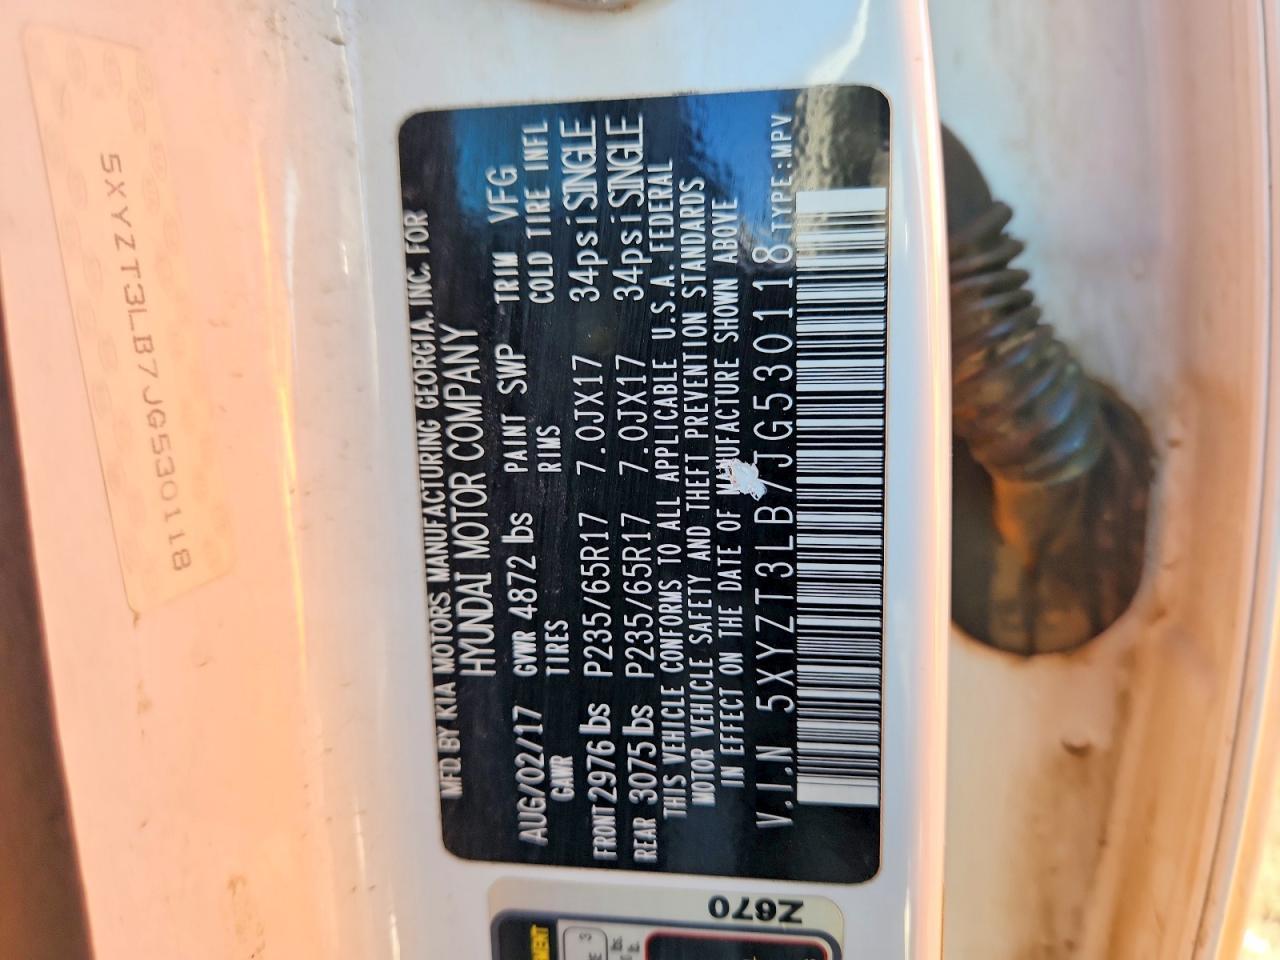 5XYZT3LB7JG530118
MFD. BY KIA MOTORS MANUFACTURING GEORGIA, INC. FOR
HYUNDAI MOTOR COMPANY
AUG/02/17 GVWR 4872 lbs PAINT SWP TRIM VFG
GAWR TIRES RIMS COLD TIRE INFL
FRONT 2976 lbs P235/65R17 7.0JX17 34psi SINGLE
REAR 3075 lbs P235/65R17 7.0JX17 34psi SINGLE
THIS VEHICLE CONFORMS TO ALL APPLICABLE U.S.A. FEDERAL
MOTOR VEHICLE SAFETY AND THEFT PREVENTION STANDARDS
IN EFFECT ON THE DATE OF MANUFACTURE SHOWN ABOVE
V.I.N 5XYZT3LB7JG530118 TYPE:MPV
Z670